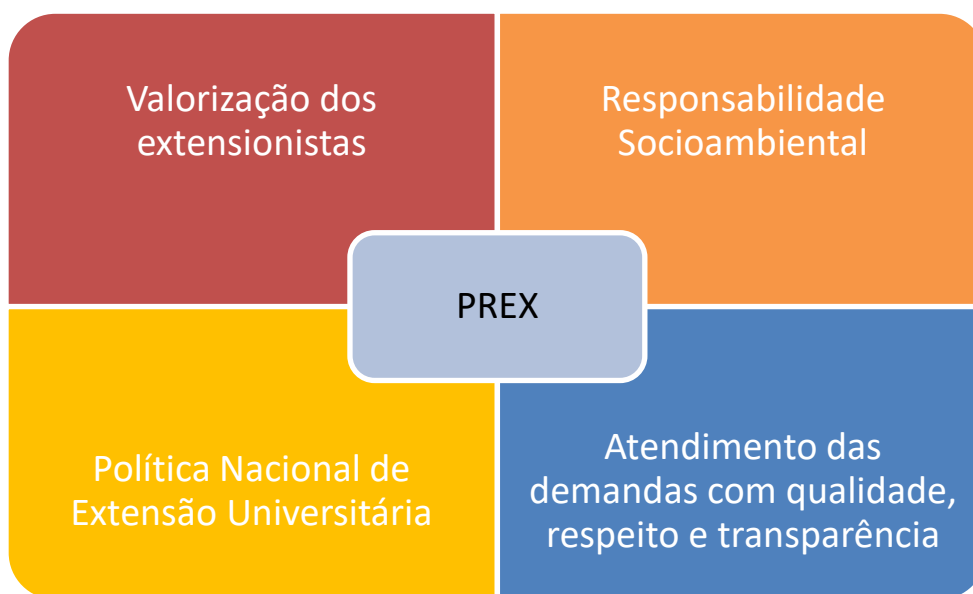 Valorização dos
extensionistas
Responsabilidade
Socioambiental
PREX
Política Nacional de
Extensão Universitária
Atendimento das
demandas com qualidade,
respeito e transparência